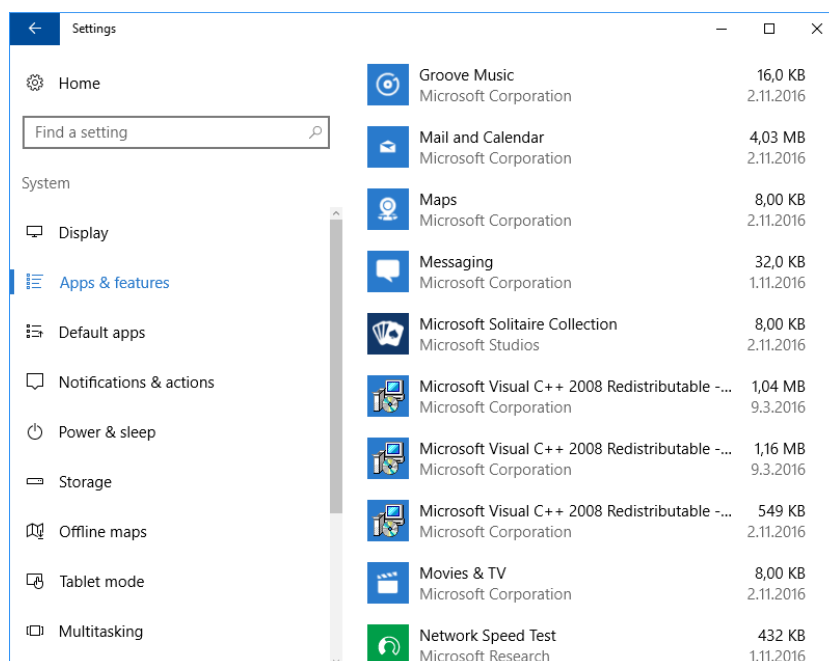 Settings
Home
Find a setting
System
Display
Apps & features
Default apps
Notifications & actions
Power & sleep
Storage
Offline maps
Tablet mode
Multitasking
Groove Music 16,0 KB
Microsoft Corporation 2.11.2016
Mail and Calendar 4,03 MB
Microsoft Corporation 2.11.2016
Maps 8,00 KB
Microsoft Corporation 2.11.2016
Messaging 32,0 KB
Microsoft Corporation 1.11.2016
Microsoft Solitaire Collection 8,00 KB
Microsoft Studios 2.11.2016
Microsoft Visual C++ 2008 Redistributable -... 1,04 MB
Microsoft Corporation 9.3.2016
Microsoft Visual C++ 2008 Redistributable -... 1,16 MB
Microsoft Corporation 9.3.2016
Microsoft Visual C++ 2008 Redistributable -... 549 KB
Microsoft Corporation 2.11.2016
Movies & TV 8,00 KB
Microsoft Corporation 2.11.2016
Network Speed Test 432 KB
Microsoft Research 1.11.2016